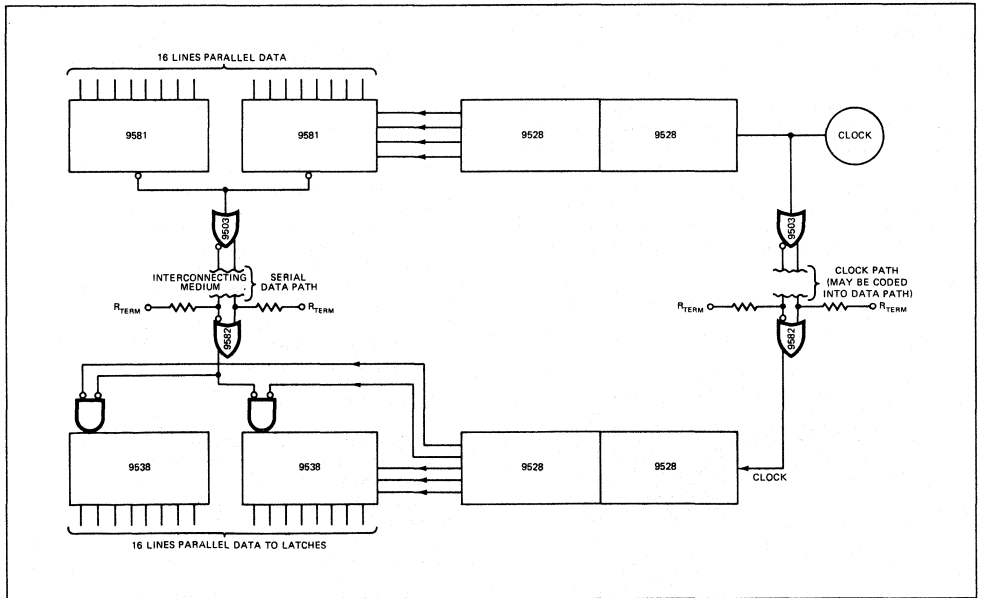 16 LINES PARALLEL DATA
9581
9581
9528
9528
CLOCK
9503
9503
INTERCONNECTING
MEDIUM
SERIAL
DATA PATH
CLOCK PATH
(MAY BE CODED
INTO DATA PATH)
RTERM
RTERM
RTERM
RTERM
9582
9582
9538
9538
9528
9528
CLOCK
16 LINES PARALLEL DATA TO LATCHES